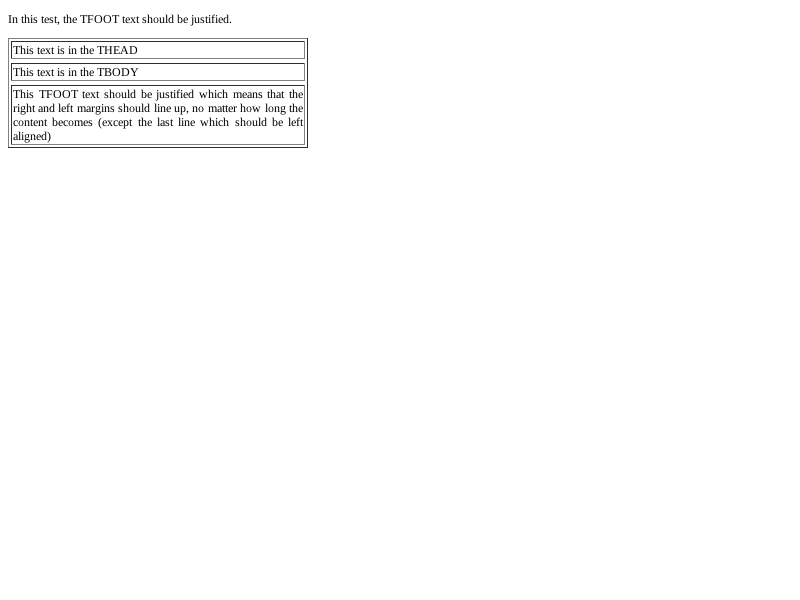 In this test, the TFOOT text should be justified.
This text is in the THEAD
This text is in the TBODY
This TFOOT text should be justified which means that the
right and left margins should line up, no matter how long the
content becomes (except the last line which should be left
aligned)